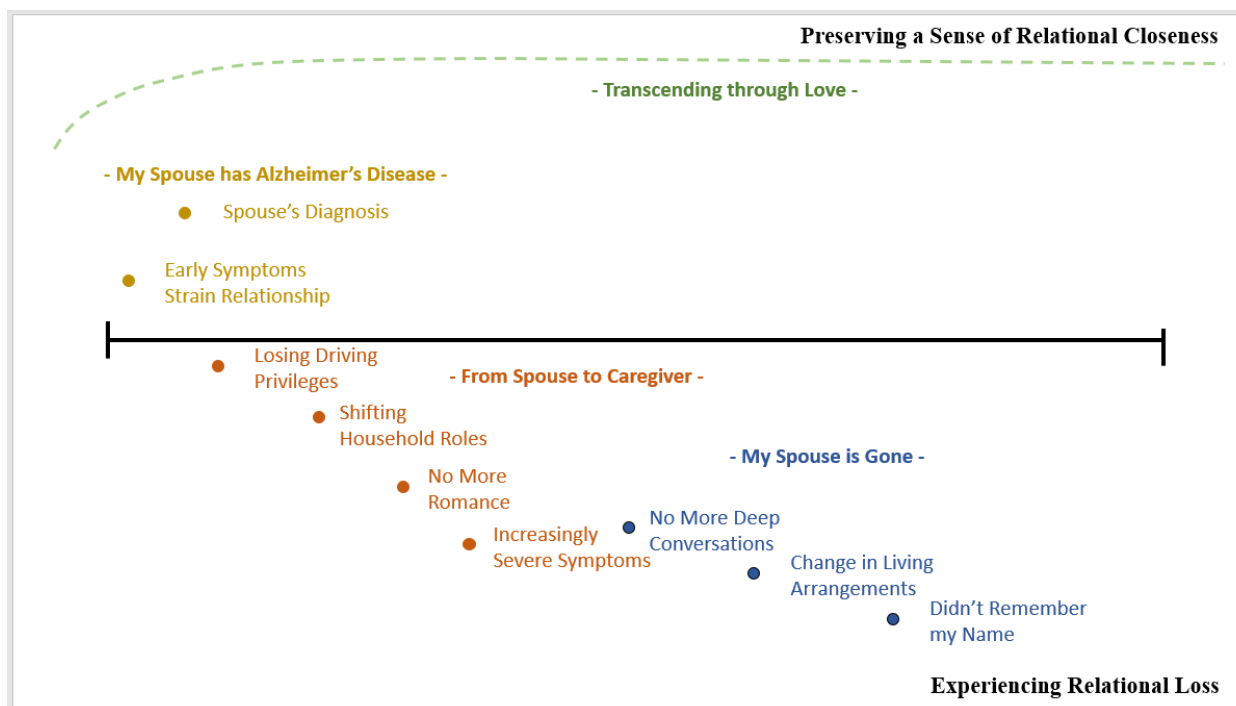 Preserving a Sense of Relational Closeness
- Transcending through Love -
- My Spouse has Alzheimer’s Disease -
Spouse’s Diagnosis
Early Symptoms
Strain Relationship
Losing Driving
Privileges
- From Spouse to Caregiver -
Shifting
Household Roles
- My Spouse is Gone -
No More
Romance
Increasingly
Severe Symptoms
No More Deep
Conversations
Change in Living
Arrangements
Didn’t Remember
my Name
Experiencing Relational Loss